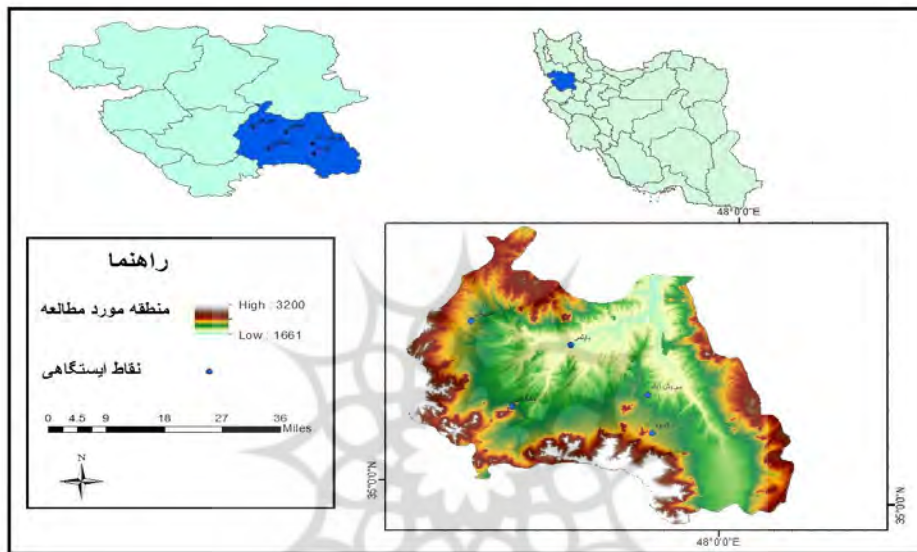 48°0'0"E
راهنما
منطقه مورد مطالعه
High : 3200
Low : 1661
نقاط ایستگاهی
0 4.5 9 18 27 36
Miles
N
35°0'0"N
35°0'0"N
48°0'0"E